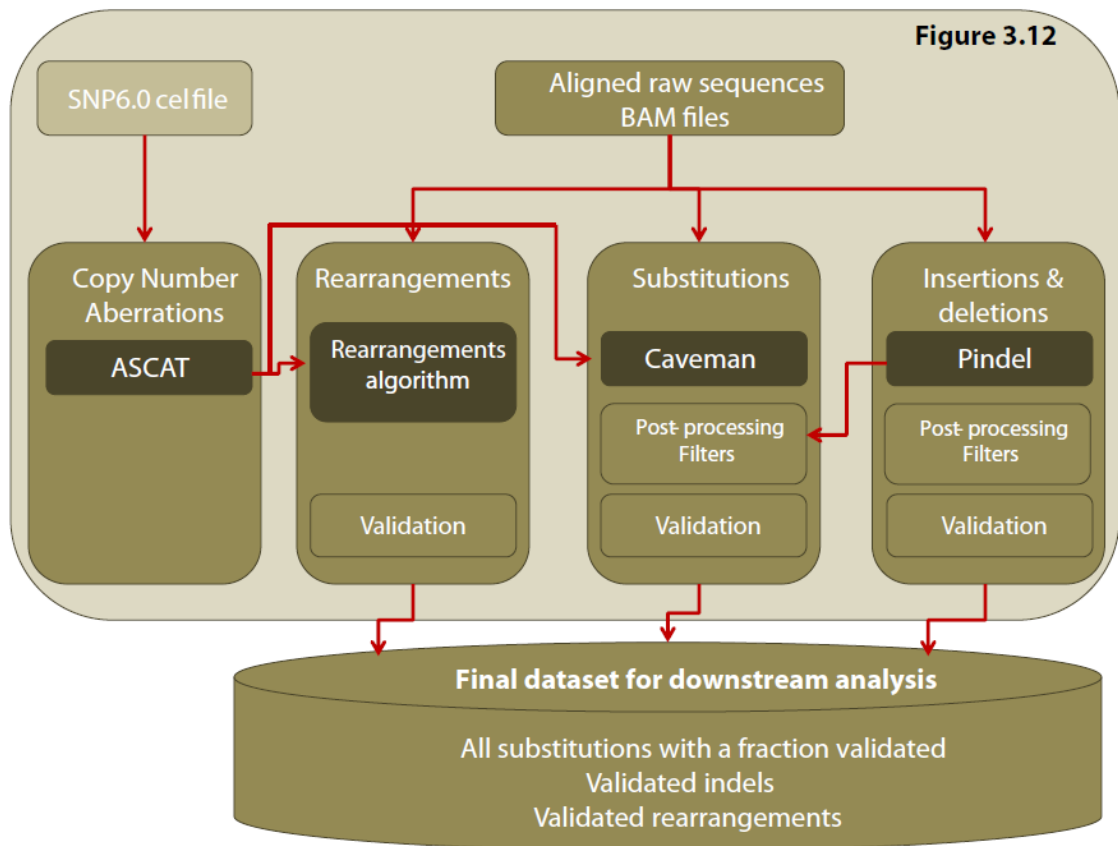 Figure 3.12
SNP6.0 cel file
Aligned raw sequences
BAM files
Copy Number
Aberrations
ASCAT
Rearrangements
Rearrangements
algorithm
Validation
Substitutions
Caveman
Post- processing
Filters
Validation
Insertions &
deletions
Pindel
Post- processing
Filters
Validation
Final dataset for downstream analysis
All substitutions with a fraction validated
Validated indels
Validated rearrangements